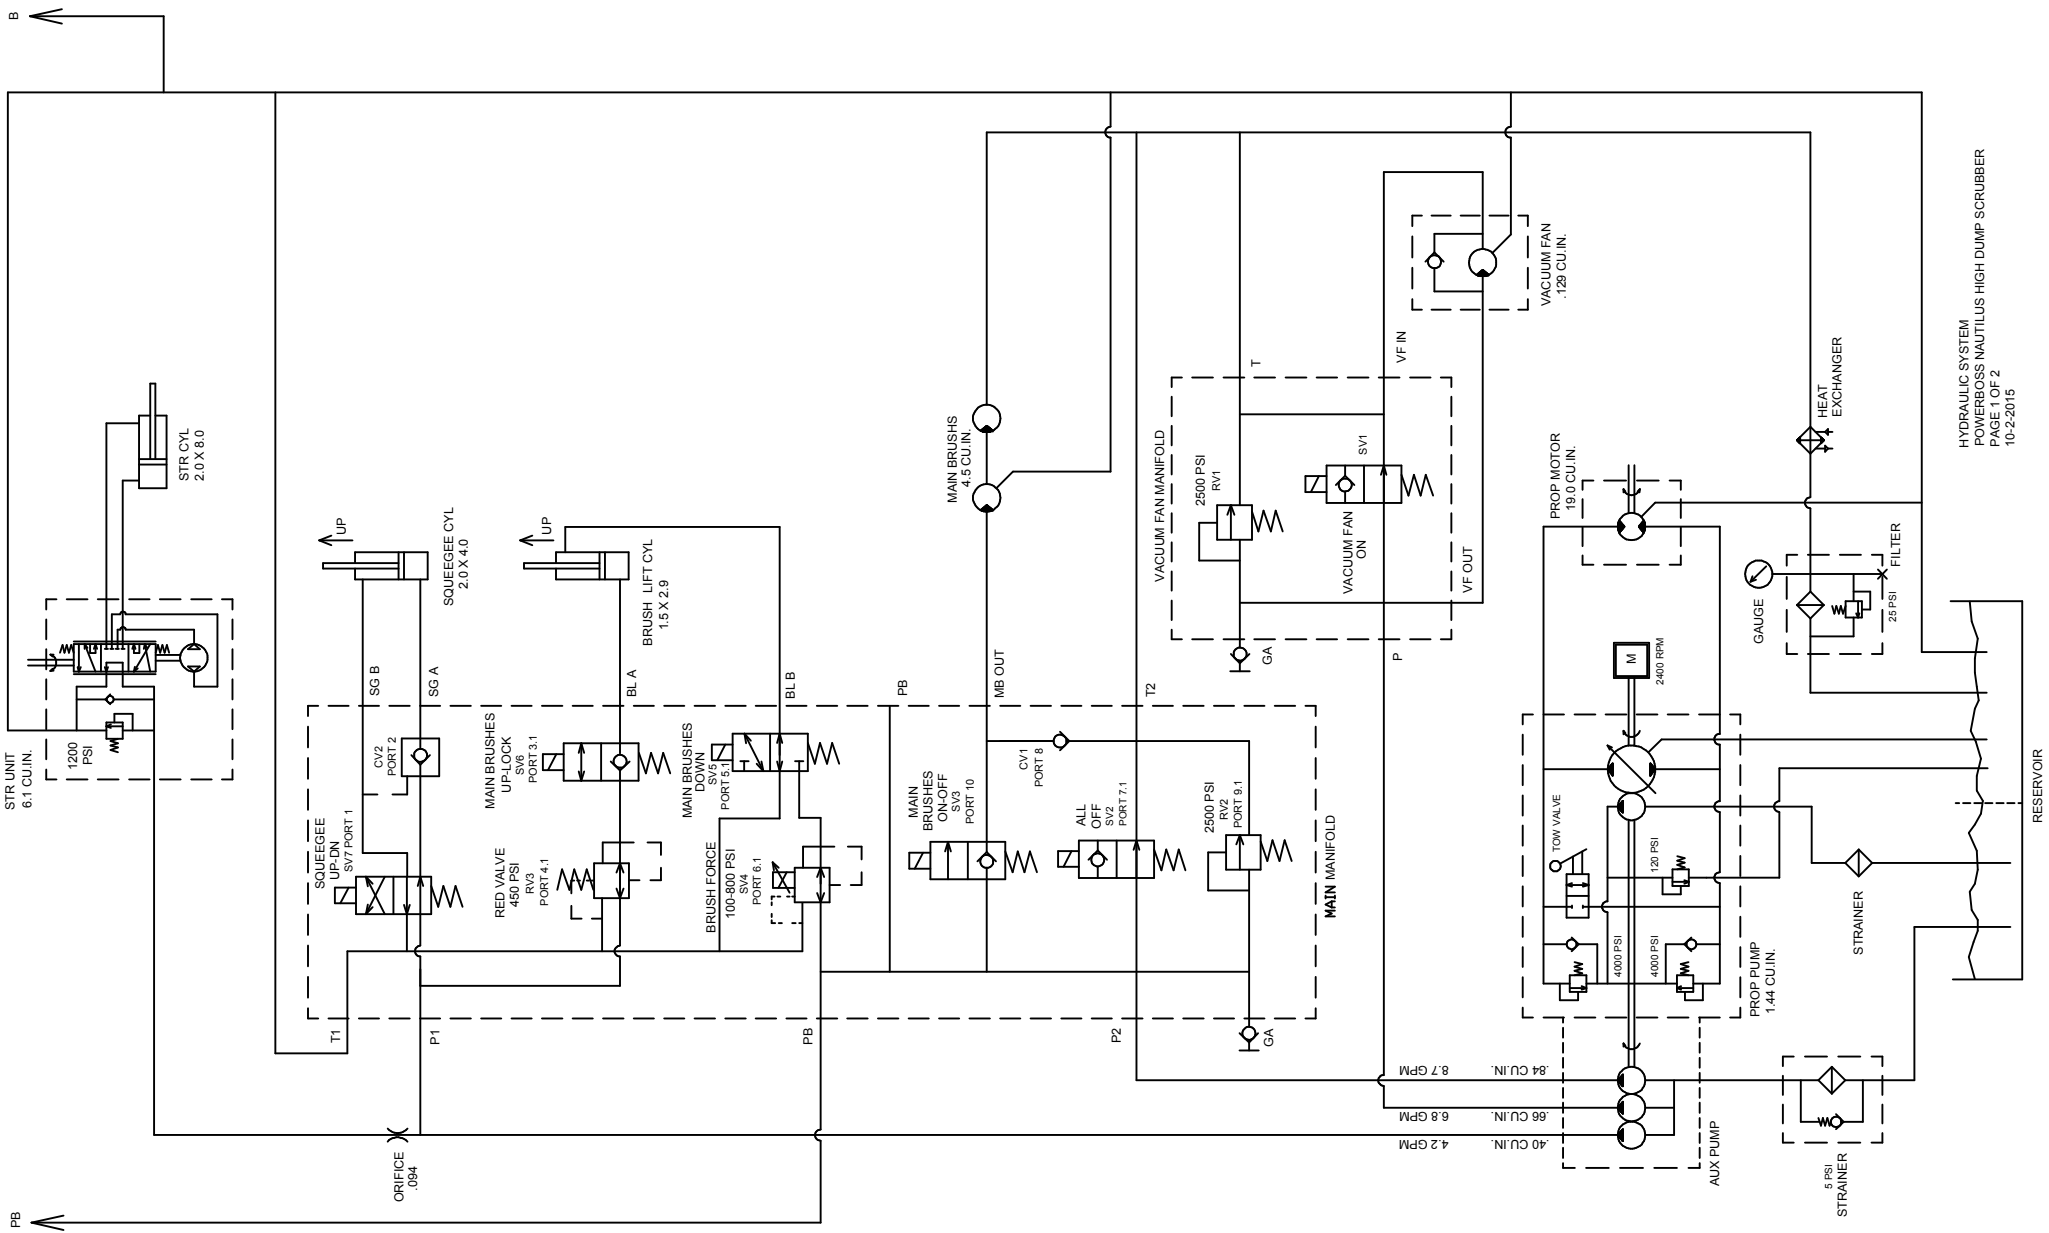 B
STR UNIT
6.1 CU.IN.
1200
PSI
STR CYL
2.0 X 8.0
SQUEEGEE
UP-DN
SV7 PORT 1
CV2
PORT 2
SG B
SG A
UP
SQUEEGEE CYL
2.0 X 4.0
MAIN BRUSHES
UP-LOCK
SV6
PORT 3.1
RED VALVE
450 PSI
RV3
PORT 4.1
BL A
UP
BRUSH LIFT CYL
1.5 X 2.9
MAIN BRUSHES
DOWN
SV5
PORT 5.1
BRUSH FORCE
100-800 PSI
SV4
PORT 6.1
BL B
PB
MAIN
BRUSHES
ON-OFF
SV3
PORT 10
MB OUT
CV1
PORT 8
MAIN BRUSHS
4.5 CU.IN.
ALL
OFF
SV2
PORT 7.1
T2
2500 PSI
RV2
PORT 9.1
MAIN MANIFOLD
T1
P1
PB
P2
GA
ORIFICE
.094
PB
VACUUM FAN MANIFOLD
2500 PSI
RV1
T
GA
SV1
VACUUM FAN
ON
P
VF IN
VF OUT
VACUUM FAN
.129 CU.IN.
8.7 GPM
.84 CU.IN.
6.8 GPM
.66 CU.IN.
4.2 GPM
.40 CU.IN.
AUX PUMP
PROP MOTOR
19.0 CU.IN.
M
2400 RPM
TOW VALVE
120 PSI
4000 PSI
4000 PSI
PROP PUMP
1.44 CU.IN.
GAUGE
FILTER
25 PSI
HEAT
EXCHANGER
STRAINER
5 PSI
STRAINER
RESERVOIR
HYDRAULIC SYSTEM
POWERBOSS NAUTILUS HIGH DUMP SCRUBBER
PAGE 1 OF 2
10-2-2015